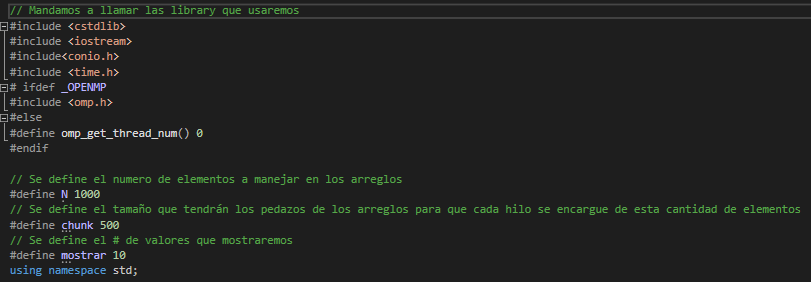 // Mandamos a llamar las library que usaremos
#include <cstdlib>
#include <iostream>
#include<conio.h>
#include <time.h>
# ifdef _OPENMP
#include <omp.h>
#else
#define omp_get_thread_num() 0
#endif
// Se define el numero de elementos a manejar en los arreglos
#define N 1000
// Se define el tamaño que tendrán los pedazos de los arreglos para que cada hilo se encargue de esta cantidad de elementos
#define chunk 500
// Se define el # de valores que mostraremos
#define mostrar 10
using namespace std;